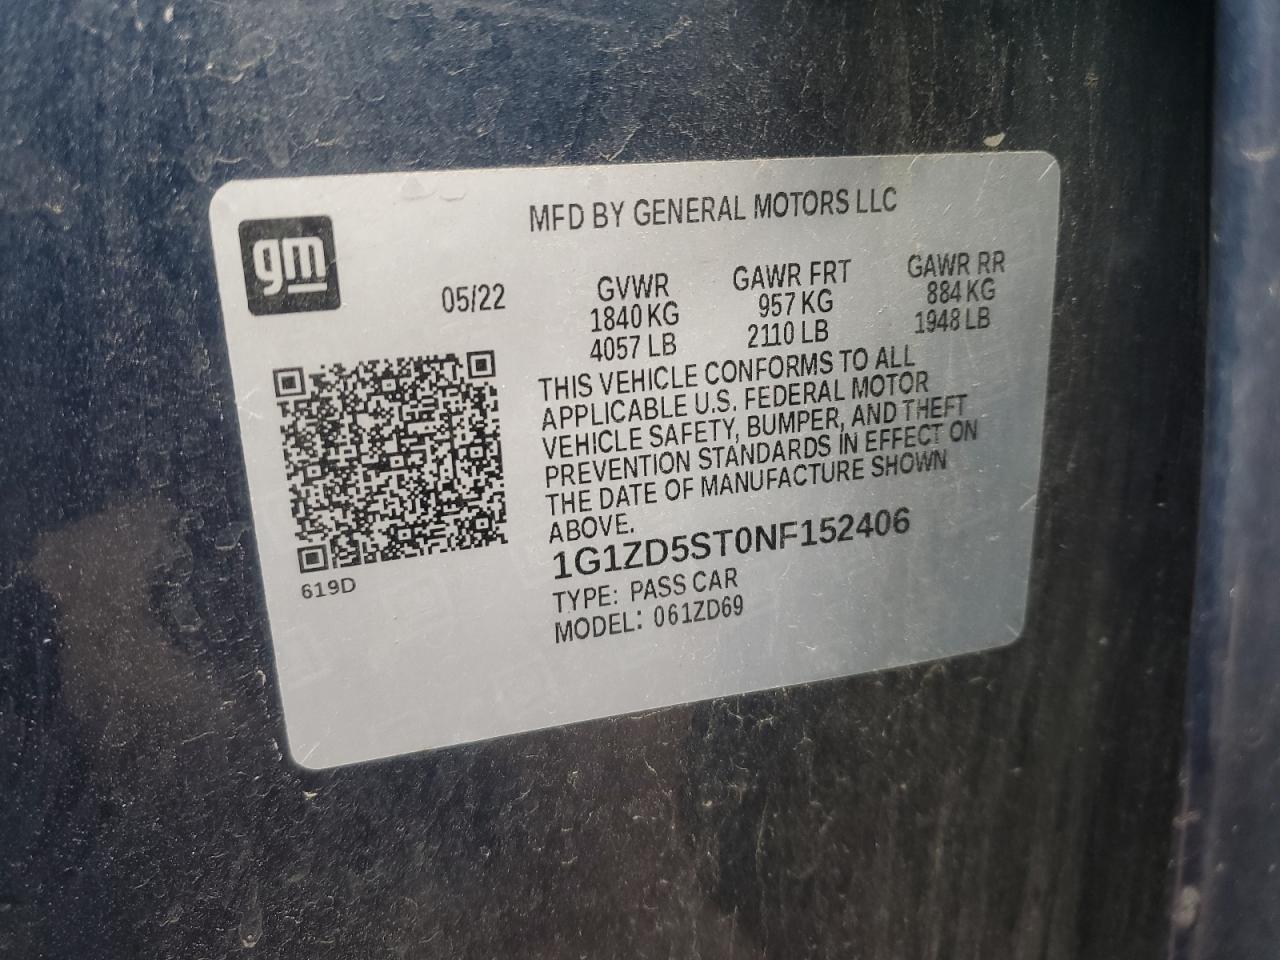 gm
MFD BY GENERAL MOTORS LLC
05/22
GVWR
1840 KG
4057 LB
GAWR FRT
957 KG
2110 LB
GAWR RR
884 KG
1948 LB
THIS VEHICLE CONFORMS TO ALL
APPLICABLE U.S. FEDERAL MOTOR
VEHICLE SAFETY, BUMPER, AND THEFT
PREVENTION STANDARDS IN EFFECT ON
THE DATE OF MANUFACTURE SHOWN
ABOVE.
1G1ZD5ST0NF152406
TYPE: PASS CAR
MODEL: 061ZD69
619D